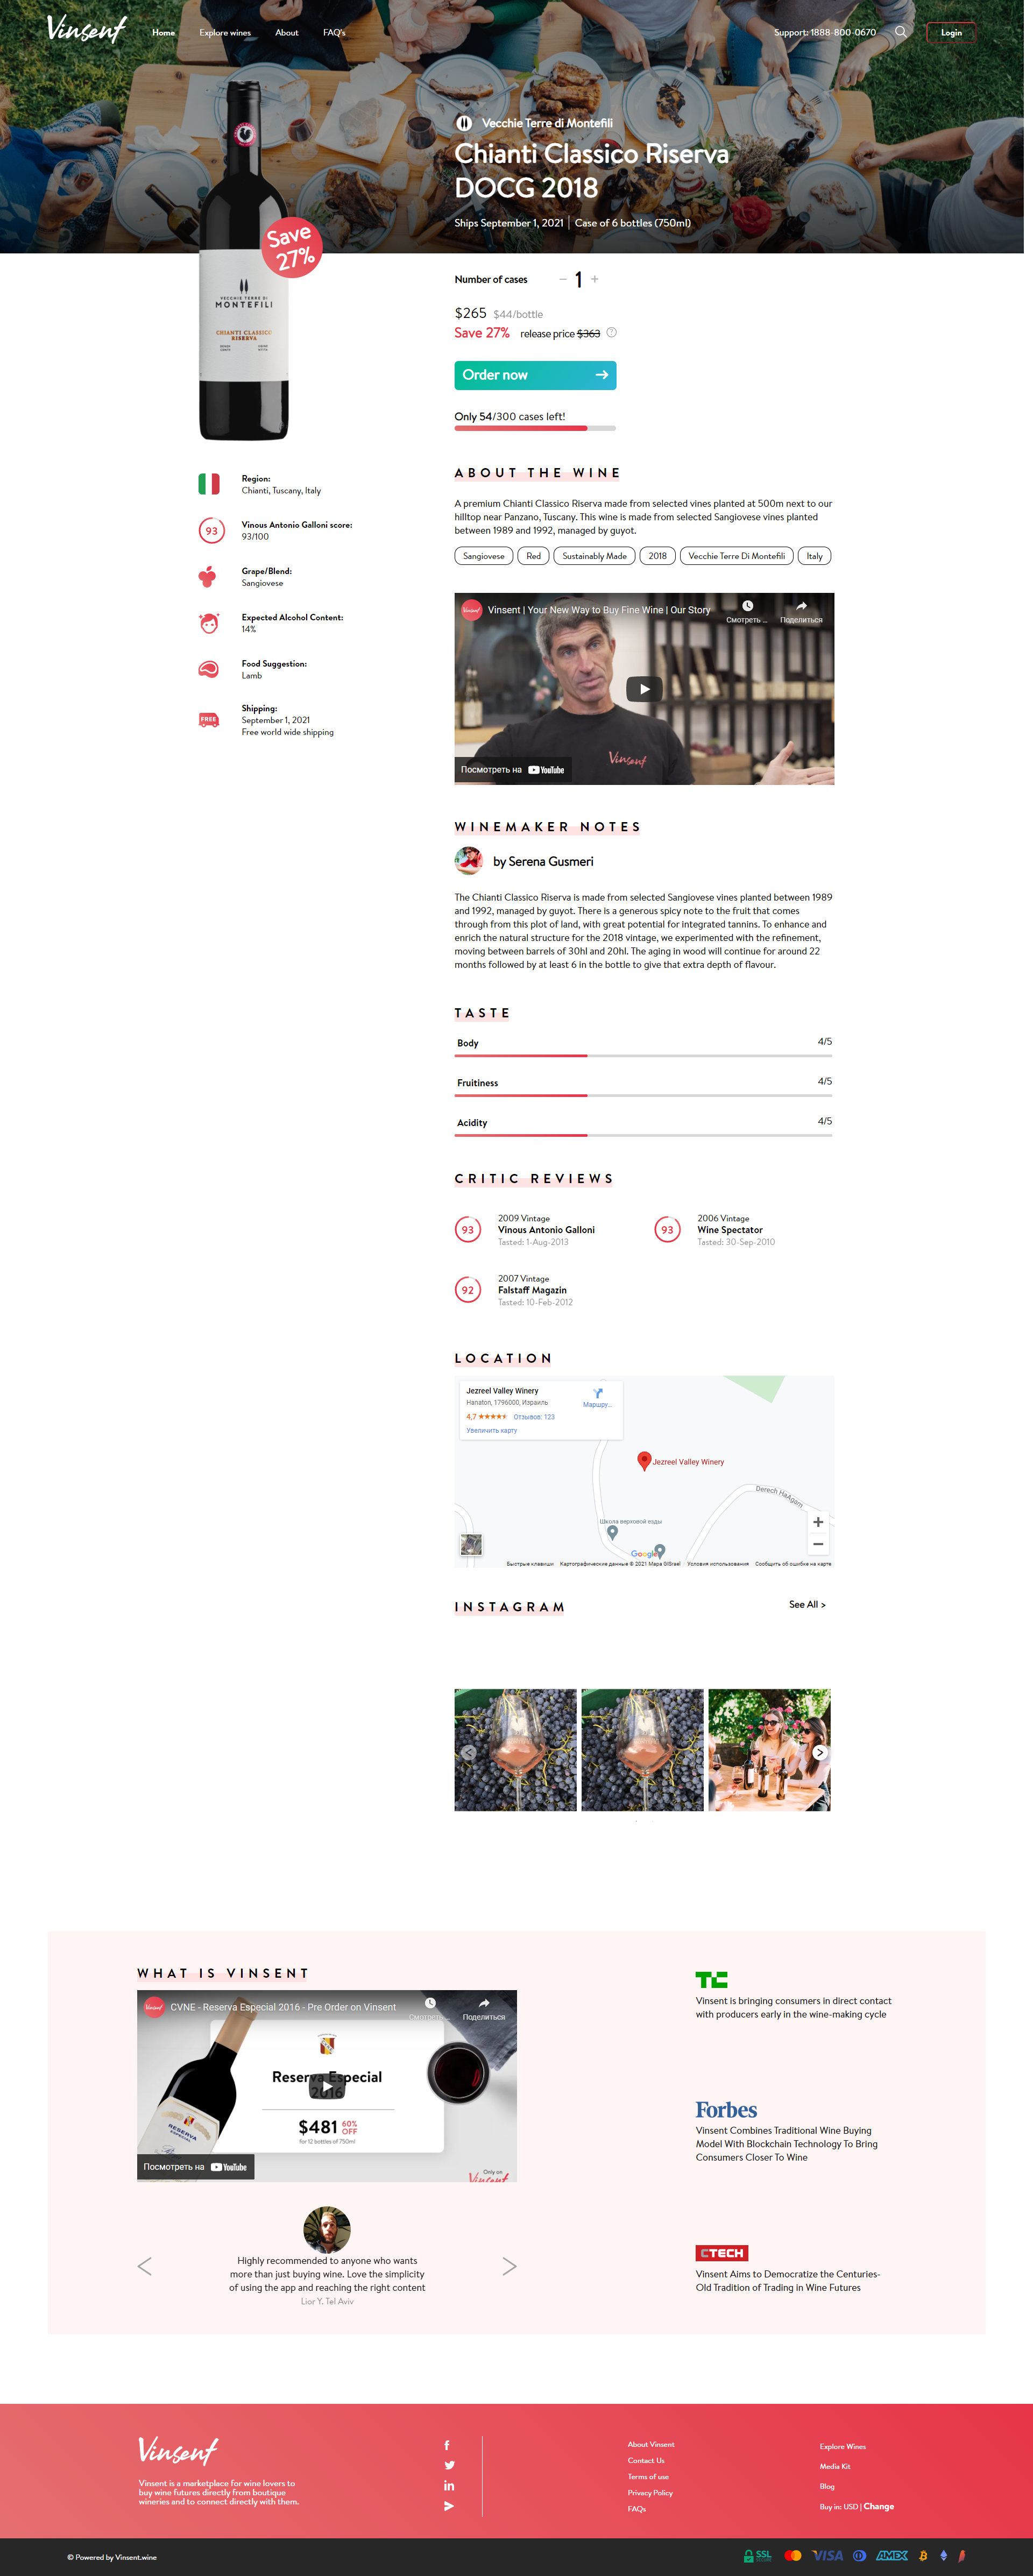 Vinsent
Home
Explore wines
About
FAQ's
Support: 1888-800-0670
Login
Vecchie Terre di Montefili
Chianti Classico Riserva
DOCG 2018
Ships September 1, 2021
Case of 6 bottles (750ml)
Save
27%
VECCHIE TERRE DI
MONTEFILI
CHIANTI CLASSICO
RISERVA
Number of cases
− 1 +
$265 $44/bottle
Save 27% release price $363 ?
Order now
Only 54/300 cases left!
Region:
Chianti, Tuscany, Italy
93
Vinous Antonio Galloni score:
93/100
Grape/Blend:
Sangiovese
Expected Alcohol Content:
14%
Food Suggestion:
Lamb
FREE
Shipping:
September 1, 2021
Free world wide shipping
ABOUT THE WINE
A premium Chianti Classico Riserva made from selected vines planted at 500m next to our
hilltop near Panzano, Tuscany. This wine is made from selected Sangiovese vines planted
between 1989 and 1992, managed by guyot.
Sangiovese
Red
Sustainably Made
2018
Vecchie Terre Di Montefili
Italy
Vinsent
Vinsent | Your New Way to Buy Fine Wine | Our Story
Смотреть ...
Поделиться
Vinsent
Посмотреть на YouTube
WINEMAKER NOTES
by Serena Gusmeri
The Chianti Classico Riserva is made from selected Sangiovese vines planted between 1989
and 1992, managed by guyot. There is a generous spicy note to the fruit that comes
through from this plot of land, with great potential for integrated tannins. To enhance and
enrich the natural structure for the 2018 vintage, we experimented with the refinement,
moving between barrels of 30hl and 20hl. The aging in wood will continue for around 22
months followed by at least 6 in the bottle to give that extra depth of flavour.
TASTE
Body
4/5
Fruitiness
4/5
Acidity
4/5
CRITIC REVIEWS
93
2009 Vintage
Vinous Antonio Galloni
Tasted: 1-Aug-2013
93
2006 Vintage
Wine Spectator
Tasted: 30-Sep-2010
92
2007 Vintage
Falstaff Magazin
Tasted: 10-Feb-2012
LOCATION
Jezreel Valley Winery
Hanaton, 1796000, Израиль
4,7 ★★★★★ Отзывов: 123
Увеличить карту
Маршру...
Jezreel Valley Winery
Derech HaAgam
Школа верховой езды
Google
Быстрые клавиши
Картографические данные © 2021 Mapa GISrael
Условия использования
Сообщить об ошибке на карте
INSTAGRAM
See All >
WHAT IS VINSENT
Vinsent
CVNE - Reserva Especial 2016 - Pre Order on Vinsent
Смотреть ...
Поделиться
Reserva Especial
2016
$481 60%
OFF
for 12 bottles of 750ml
RESERVA
ESPECIAL
Only on
Vinsent
Посмотреть на YouTube
Highly recommended to anyone who wants
more than just buying wine. Love the simplicity
of using the app and reaching the right content
Lior Y. Tel Aviv
TC
Vinsent is bringing consumers in direct contact
with producers early in the wine-making cycle
Forbes
Vinsent Combines Traditional Wine Buying
Model With Blockchain Technology To Bring
Consumers Closer To Wine
CTECH
Vinsent Aims to Democratize the Centuries-
Old Tradition of Trading in Wine Futures
Vinsent
Vinsent is a marketplace for wine lovers to
buy wine futures directly from boutique
wineries and to connect directly with them.
About Vinsent
Contact Us
Terms of use
Privacy Policy
FAQs
Explore Wines
Media Kit
Blog
Buy in: USD | Change
© Powered by Vinsent.wine
SSL
VISA
AMEX